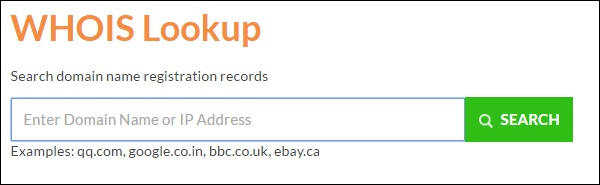 WHOIS Lookup
Search domain name registration records
Enter Domain Name or IP Address
SEARCH
Examples: qq.com, google.co.in, bbc.co.uk, ebay.ca